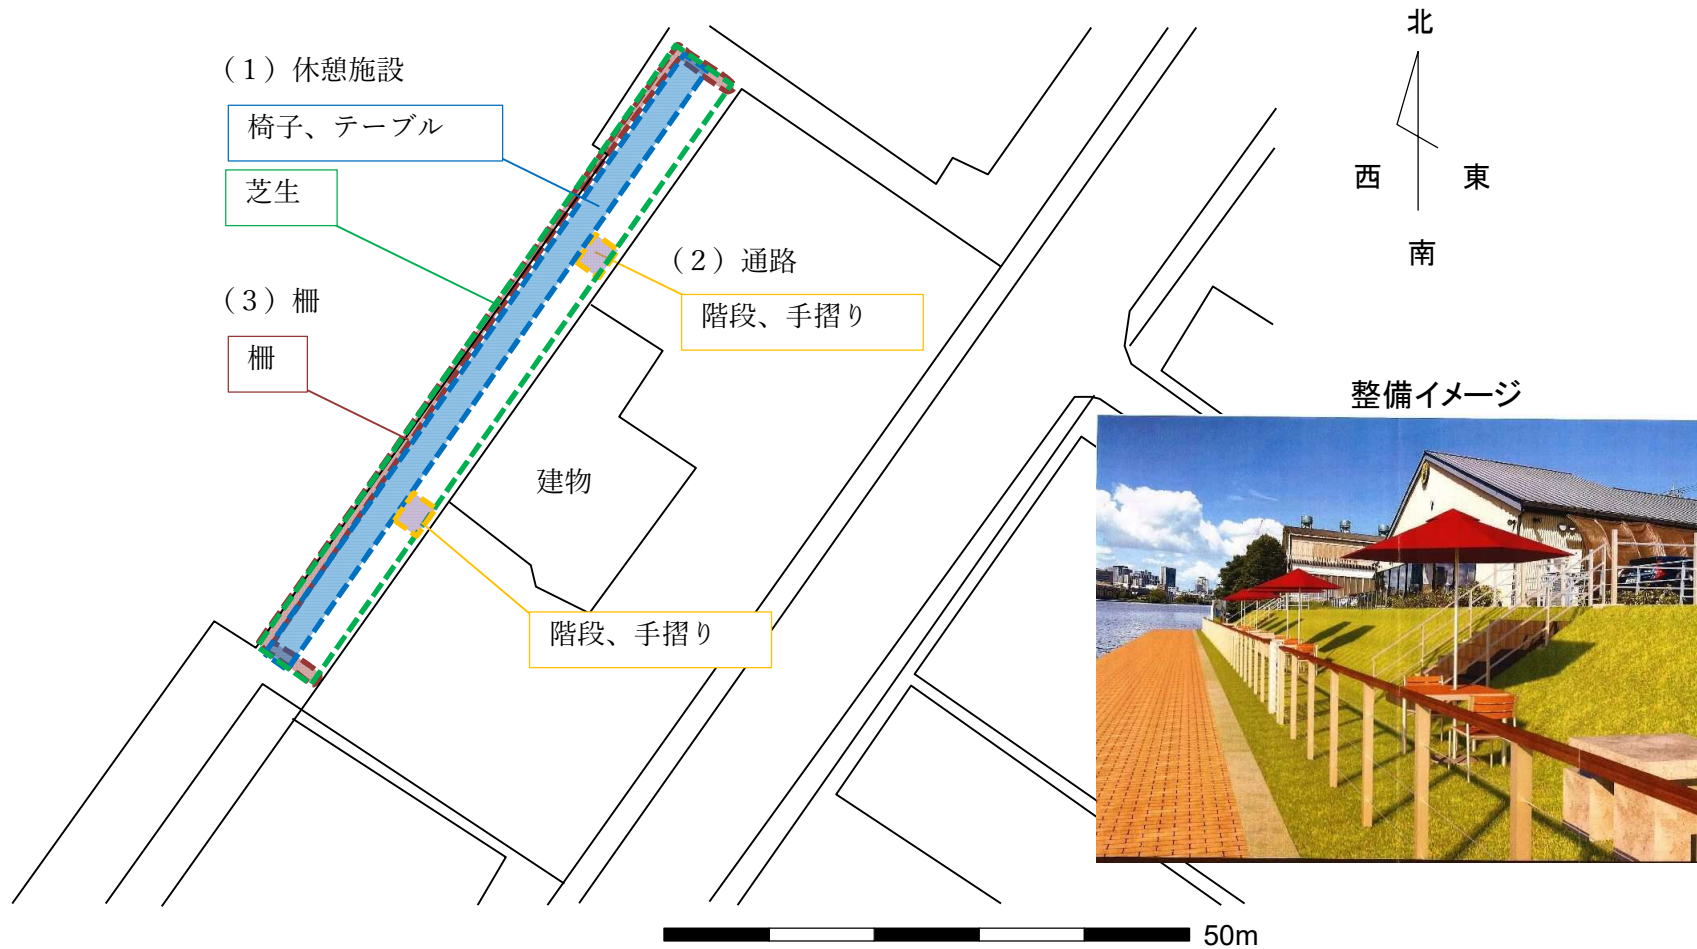 北
西
東
南
（１）休憩施設
椅子、テーブル
芝生
（２）通路
階段、手摺り
（３）柵
柵
整備イメージ
建物
階段、手摺り
50m